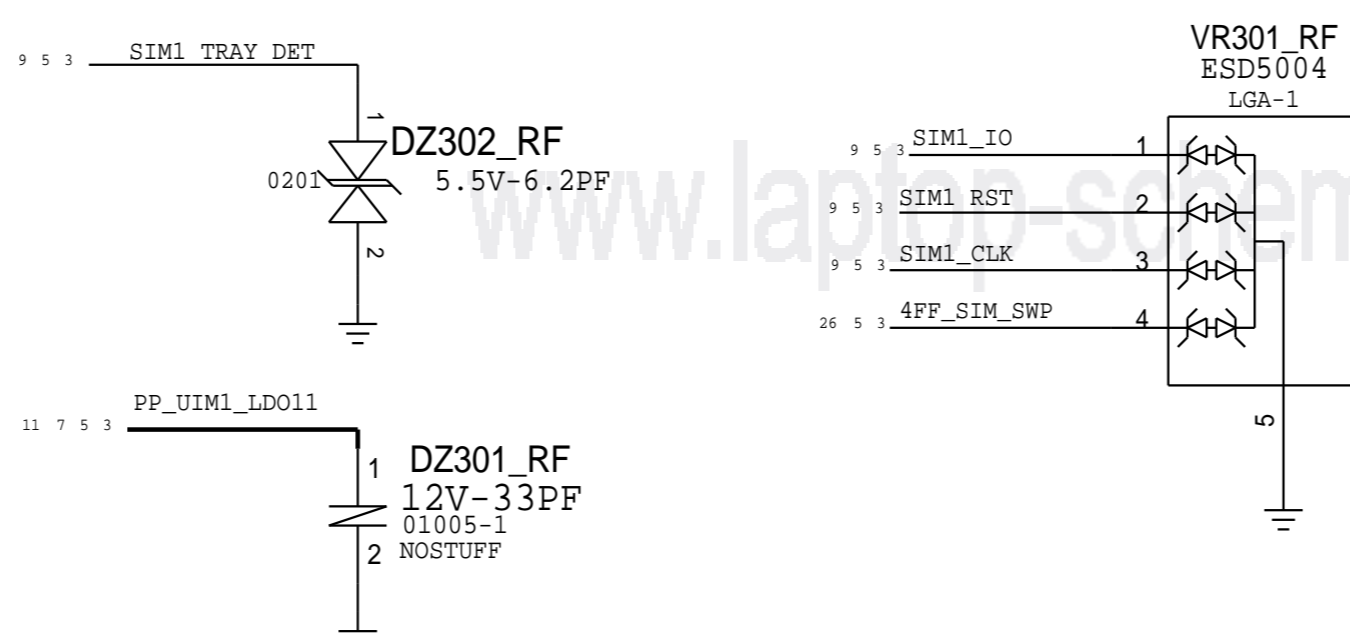 9 5 3 SIM1 TRAY DET
1
DZ302_RF
0201 5.5V-6.2PF
2
11 7 5 3 PP_UIM1_LDO11
1 DZ301_RF
12V-33PF
01005-1
2 NOSTUFF
VR301_RF
ESD5004
LGA-1
9 5 3 SIM1_IO 1
9 5 3 SIM1 RST 2
9 5 3 SIM1_CLK 3
26 5 3 4FF_SIM_SWP 4
5
www.laptop-schem